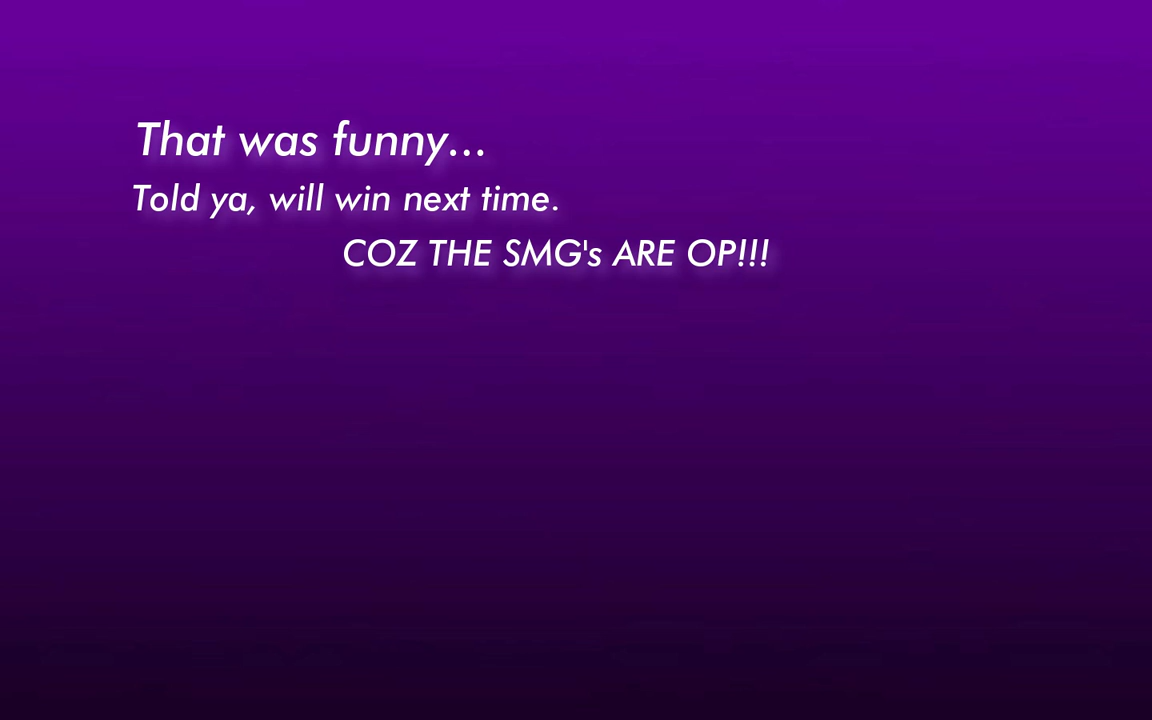 That was funny...
Told ya, will win next time.
COZ THE SMG's ARE OP!!!